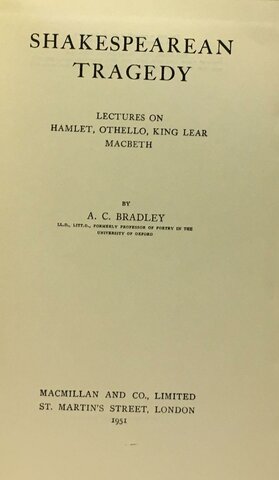 SHAKESPEAREAN
TRAGEDY
LECTURES ON
HAMLET, OTHELLO, KING LEAR
MACBETH
BY
A. C. BRADLEY
LL.D., LITT.D., FORMERLY PROFESSOR OF POETRY IN THE
UNIVERSITY OF OXFORD
MACMILLAN AND CO., LIMITED
ST. MARTIN'S STREET, LONDON
1951